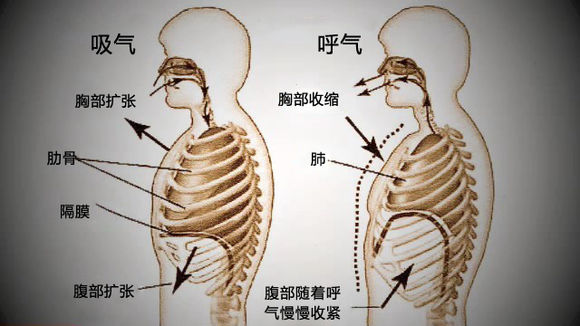 吸气
呼气
胸部扩张
胸部收缩
肋骨
肺
隔膜
腹部扩张
腹部随着呼
气慢慢收紧